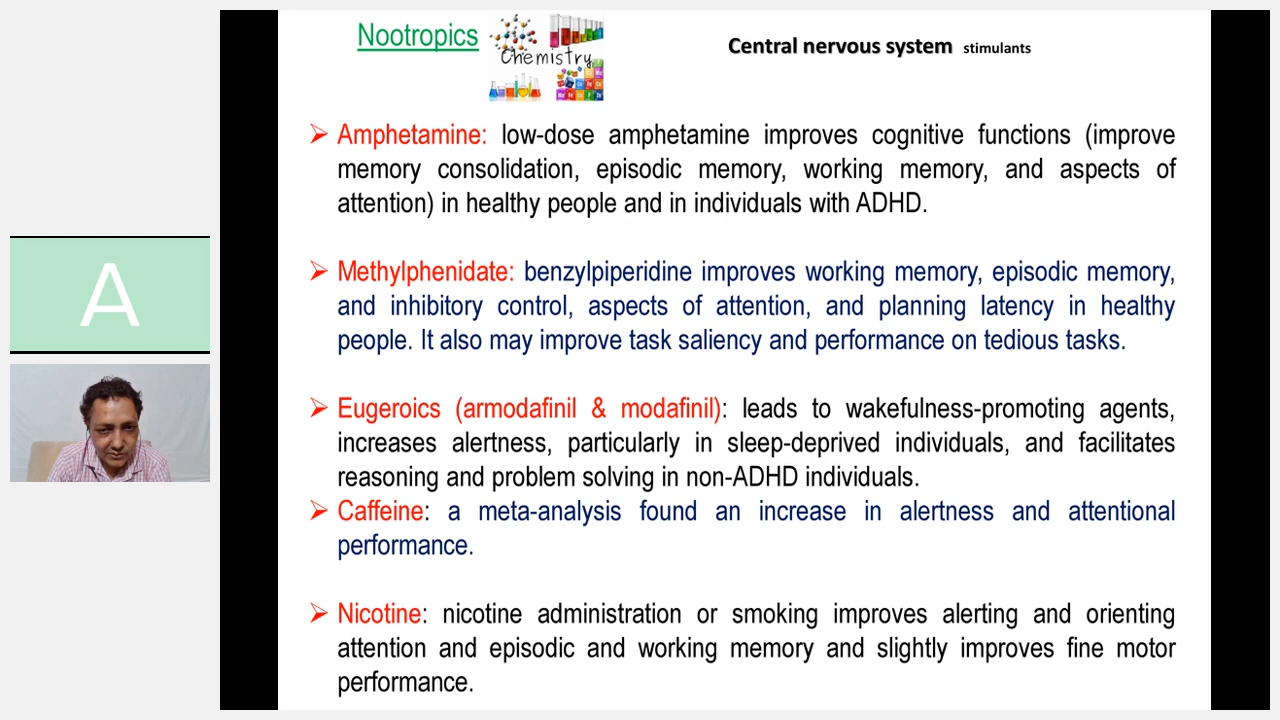 Nootropics
Chemistry
Central nervous system stimulants
➢ Amphetamine: low-dose amphetamine improves cognitive functions (improve
memory consolidation, episodic memory, working memory, and aspects of
attention) in healthy people and in individuals with ADHD.
➢ Methylphenidate: benzylpiperidine improves working memory, episodic memory,
and inhibitory control, aspects of attention, and planning latency in healthy
people. It also may improve task saliency and performance on tedious tasks.
➢ Eugeroics (armodafinil & modafinil): leads to wakefulness-promoting agents,
increases alertness, particularly in sleep-deprived individuals, and facilitates
reasoning and problem solving in non-ADHD individuals.
➢ Caffeine: a meta-analysis found an increase in alertness and attentional
performance.
➢ Nicotine: nicotine administration or smoking improves alerting and orienting
attention and episodic and working memory and slightly improves fine motor
performance.
A